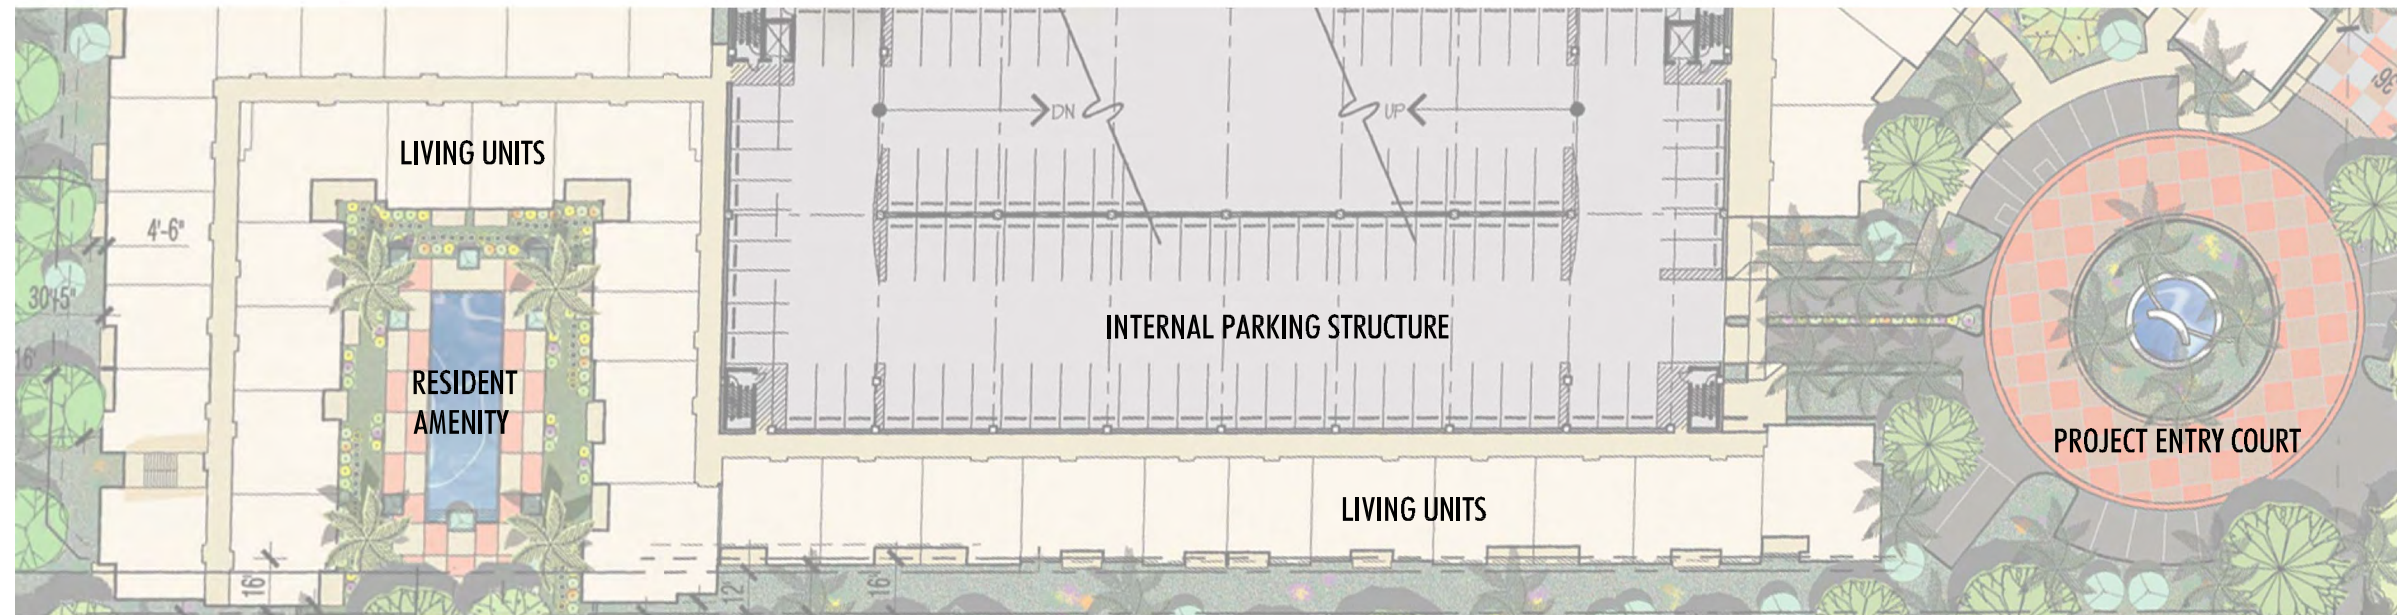 LIVING UNITS
DN
UP
36'
4'-6"
30'-5"
16'
INTERNAL PARKING STRUCTURE
RESIDENT
AMENITY
PROJECT ENTRY COURT
LIVING UNITS
16'
12'
16'